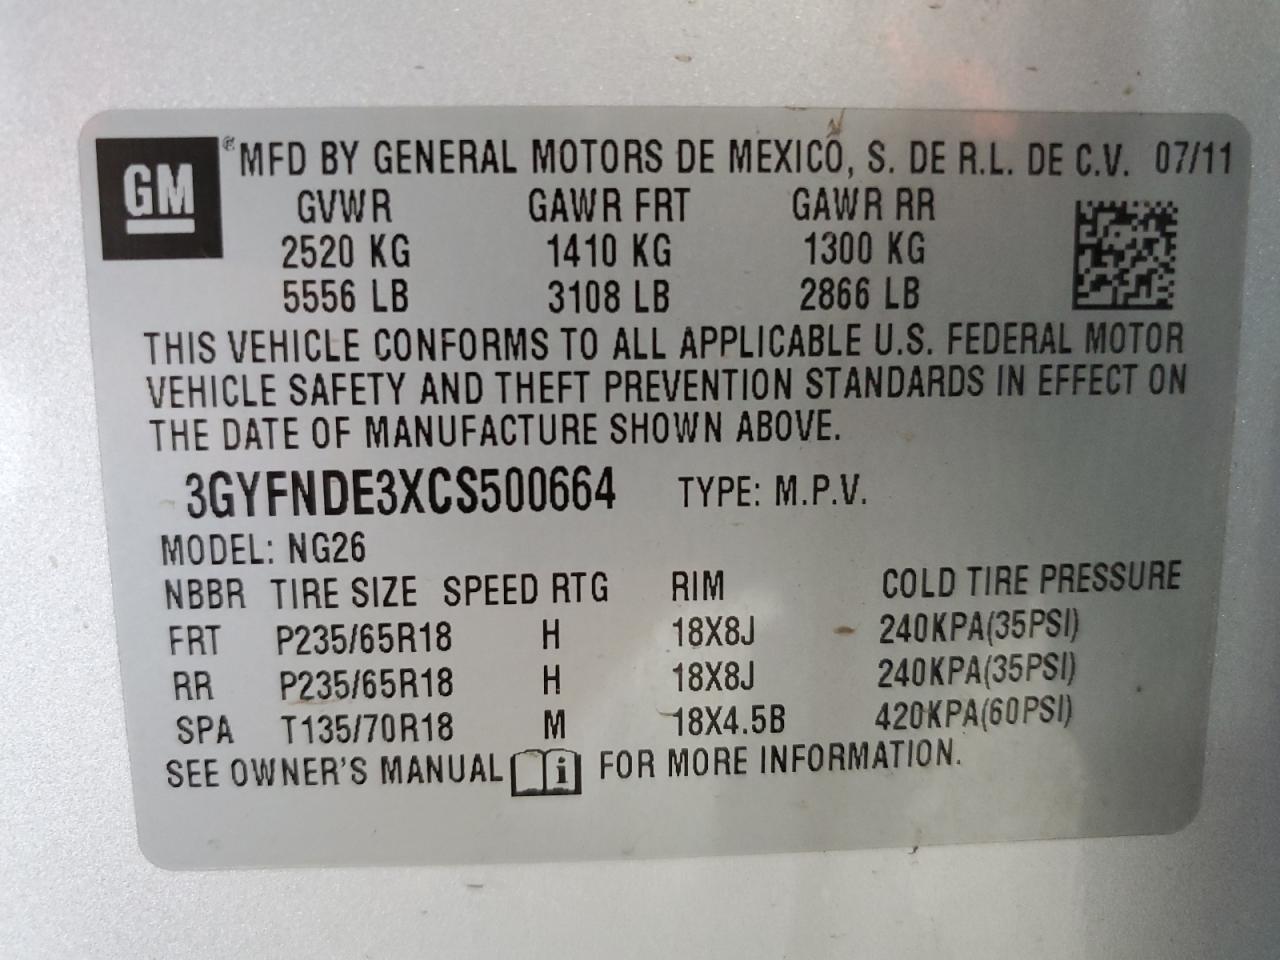 GM ® MFD BY GENERAL MOTORS DE MEXICO, S. DE R.L. DE C.V. 07/11
GVWR GAWR FRT GAWR RR
2520 KG 1410 KG 1300 KG
5556 LB 3108 LB 2866 LB
THIS VEHICLE CONFORMS TO ALL APPLICABLE U.S. FEDERAL MOTOR
VEHICLE SAFETY AND THEFT PREVENTION STANDARDS IN EFFECT ON
THE DATE OF MANUFACTURE SHOWN ABOVE.
3GYFNDE3XCS500664 TYPE: M.P.V.
MODEL: NG26
NBBR TIRE SIZE SPEED RTG RIM COLD TIRE PRESSURE
FRT P235/65R18 H 18X8J 240KPA(35PSI)
RR P235/65R18 H 18X8J 240KPA(35PSI)
SPA T135/70R18 M 18X4.5B 420KPA(60PSI)
SEE OWNER'S MANUAL i FOR MORE INFORMATION.